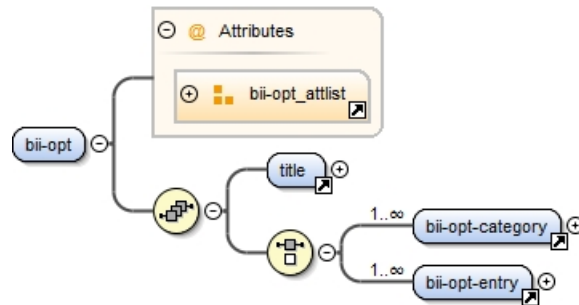 @ Attributes
bii-opt_attlist
bii-opt
title
1..∞
bii-opt-category
1..∞
bii-opt-entry